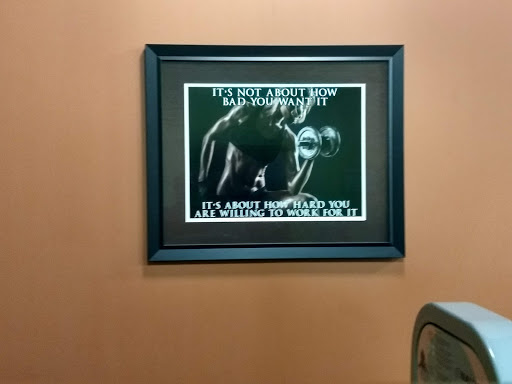 IT'S NOT ABOUT HOW
BAD YOU WANT IT
IT'S ABOUT HOW HARD YOU
ARE WILLING TO WORK FOR IT